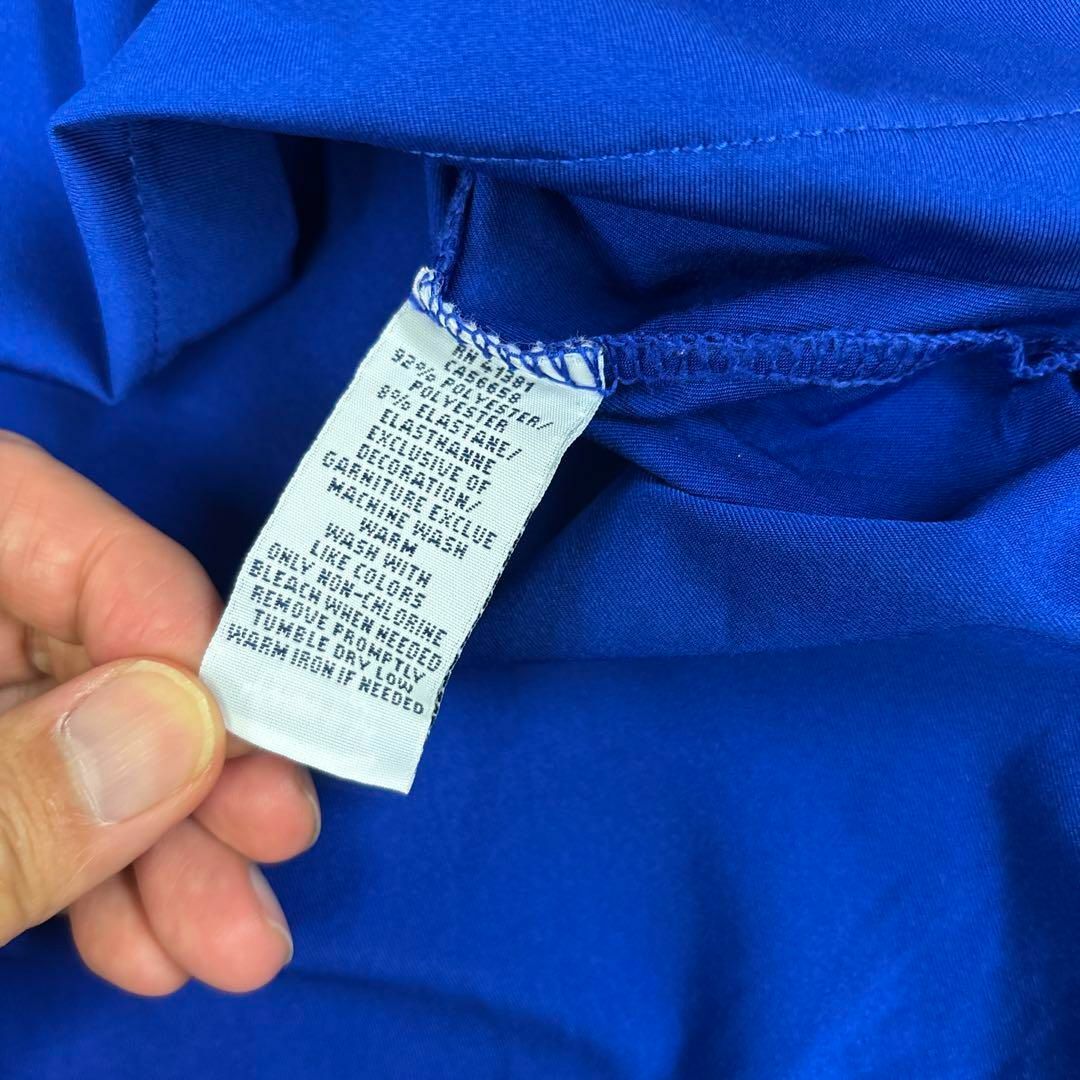 RN 41381
CA56658
92% POLYESTER/
POLYESTER
8% ELASTANE/
ELASTHANNE
EXCLUSIVE OF
DECORATION/
GARNITURE EXCLUE
MACHINE WASH
WARM
WASH WITH
LIKE COLORS
ONLY NON-CHLORINE
BLEACH WHEN NEEDED
REMOVE PROMPTLY
TUMBLE DRY LOW
WARM IRON IF NEEDED